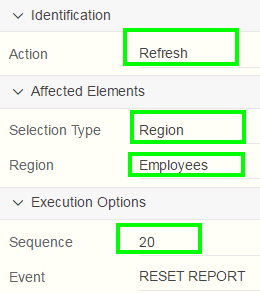 Identification
Action Refresh
Affected Elements
Selection Type Region
Region Employees
Execution Options
Sequence 20
Event RESET REPORT